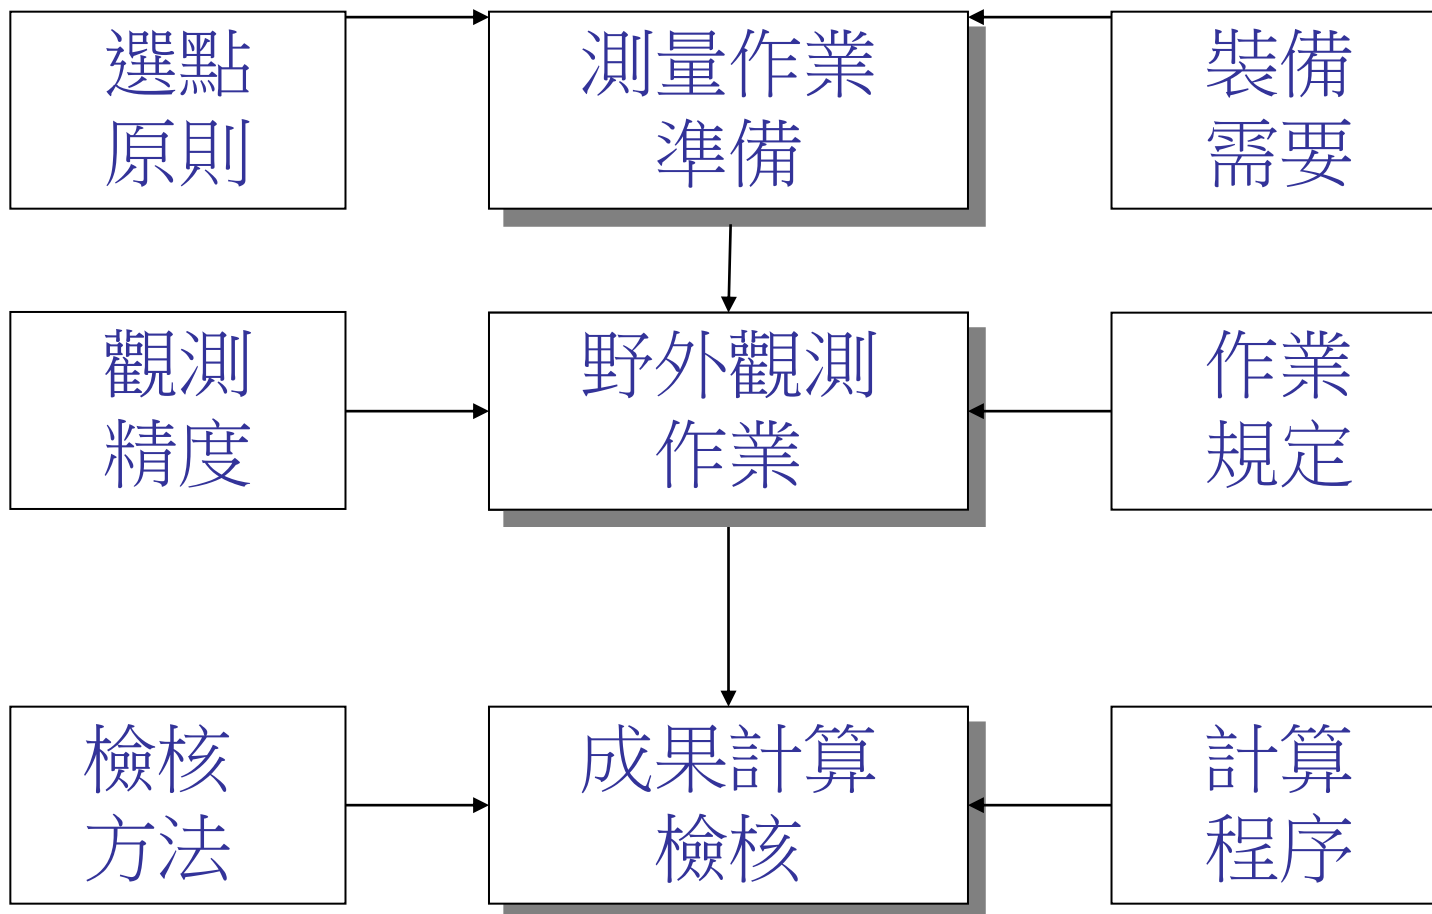 選點
原則
測量作業
準備
裝備
需要
觀測
精度
野外觀測
作業
作業
規定
檢核
方法
成果計算
檢核
計算
程序